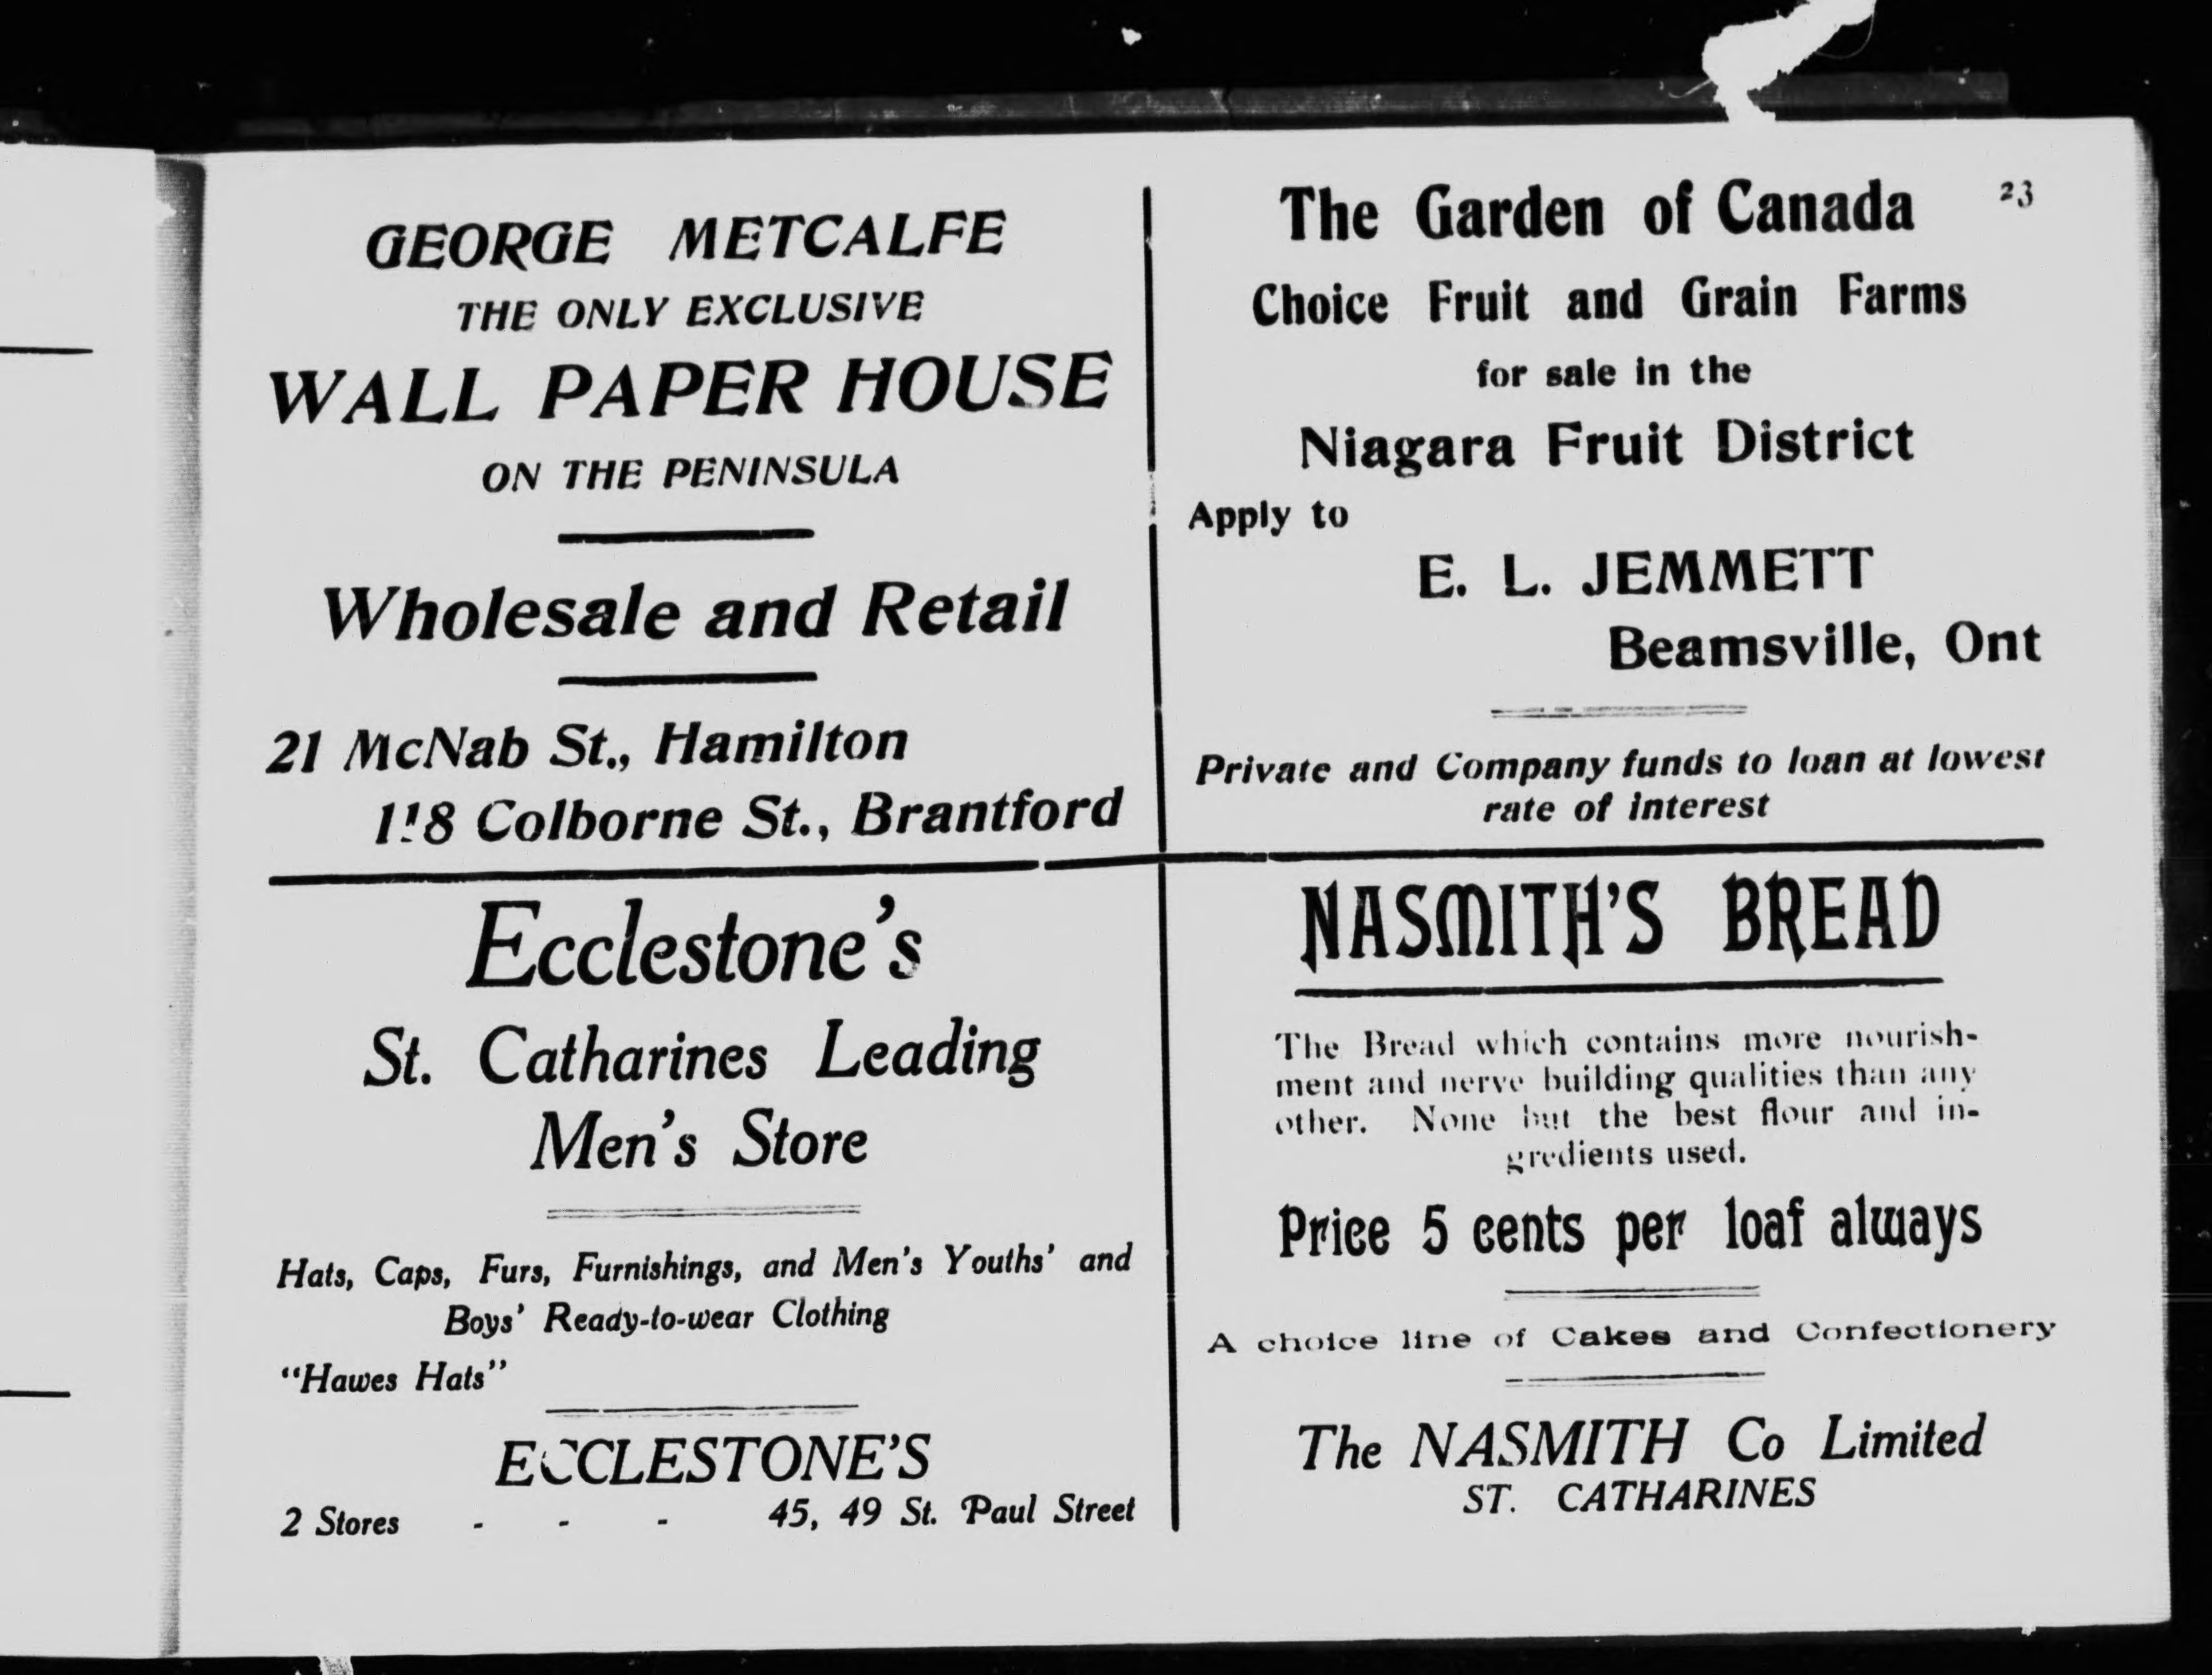 GEORGE METCALFE
THE ONLY EXCLUSIVE
WALL PAPER HOUSE
ON THE PENINSULA
Wholesale and Retail
21 McNab St., Hamilton
118 Colborne St., Brantford
23
The Garden of Canada
Choice Fruit and Grain Farms
for sale in the
Niagara Fruit District
Apply to
E. L. JEMMETT
Beamsville, Ont
Private and Company funds to loan at lowest
rate of interest
Ecclestone's
St. Catharines Leading
Men's Store
Hats, Caps, Furs, Furnishings, and Men's Youths' and
Boys' Ready-to-wear Clothing
"Hawes Hats"
ECCLESTONE'S
2 Stores - - - 45, 49 St. Paul Street
NASMITH'S BREAD
The Bread which contains more nourish-
ment and nerve building qualities than any
other. None but the best flour and in-
gredients used.
Price 5 cents per loaf always
A choice line of Cakes and Confectionery
The NASMITH Co Limited
ST. CATHARINES